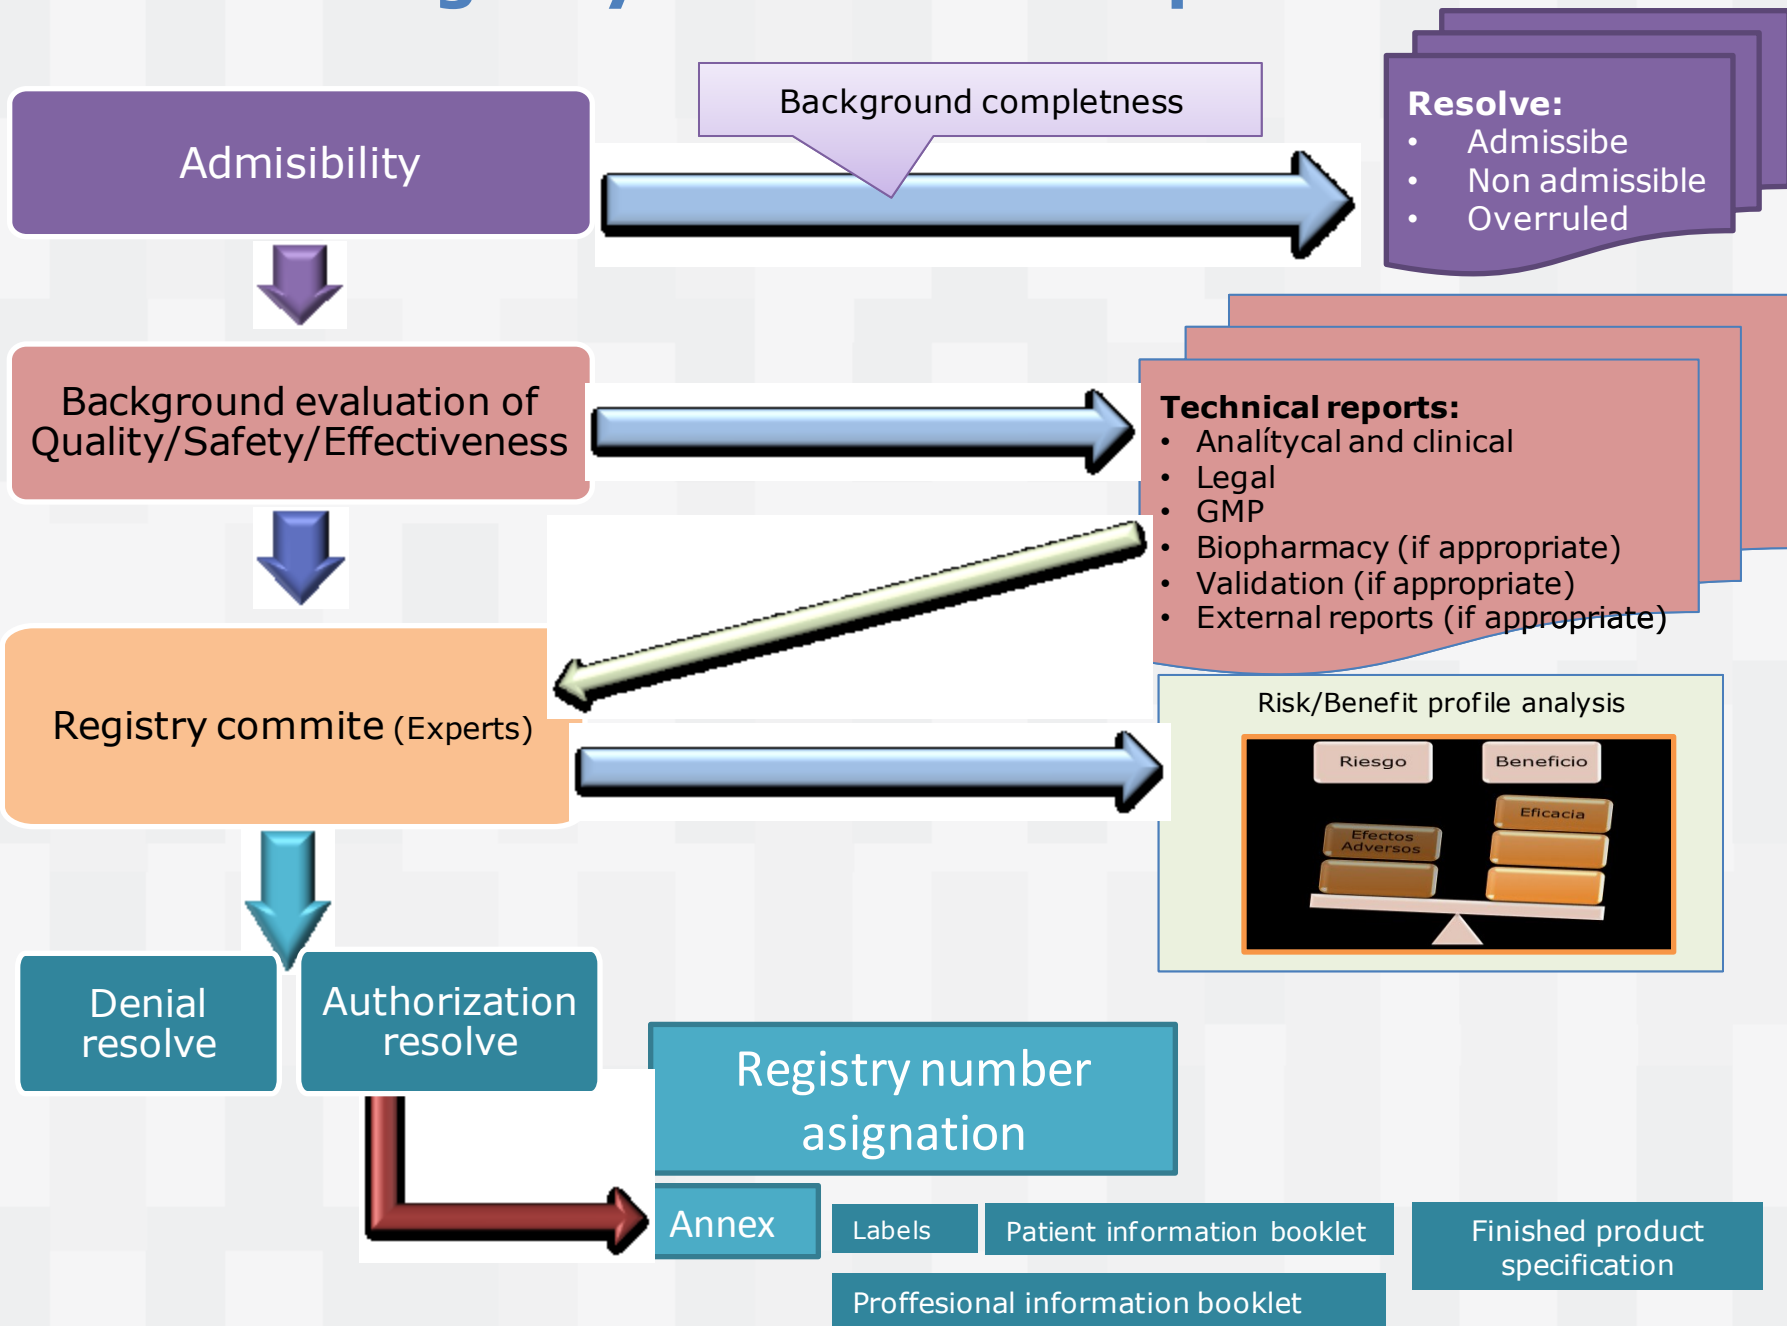 Admisibility
Background completness
Resolve:
• Admissibe
• Non admissible
• Overruled
Background evaluation of
Quality/Safety/Effectiveness
Technical reports:
• Analítycal and clinical
• Legal
• GMP
• Biopharmacy (if appropriate)
• Validation (if appropriate)
• External reports (if appropriate)
Registry commite (Experts)
Risk/Benefit profile analysis
Riesgo
Beneficio
Eficacia
Efectos
Adversos
Denial
resolve
Authorization
resolve
Registry number
asignation
Annex
Labels
Patient information booklet
Finished product
specification
Proffesional information booklet